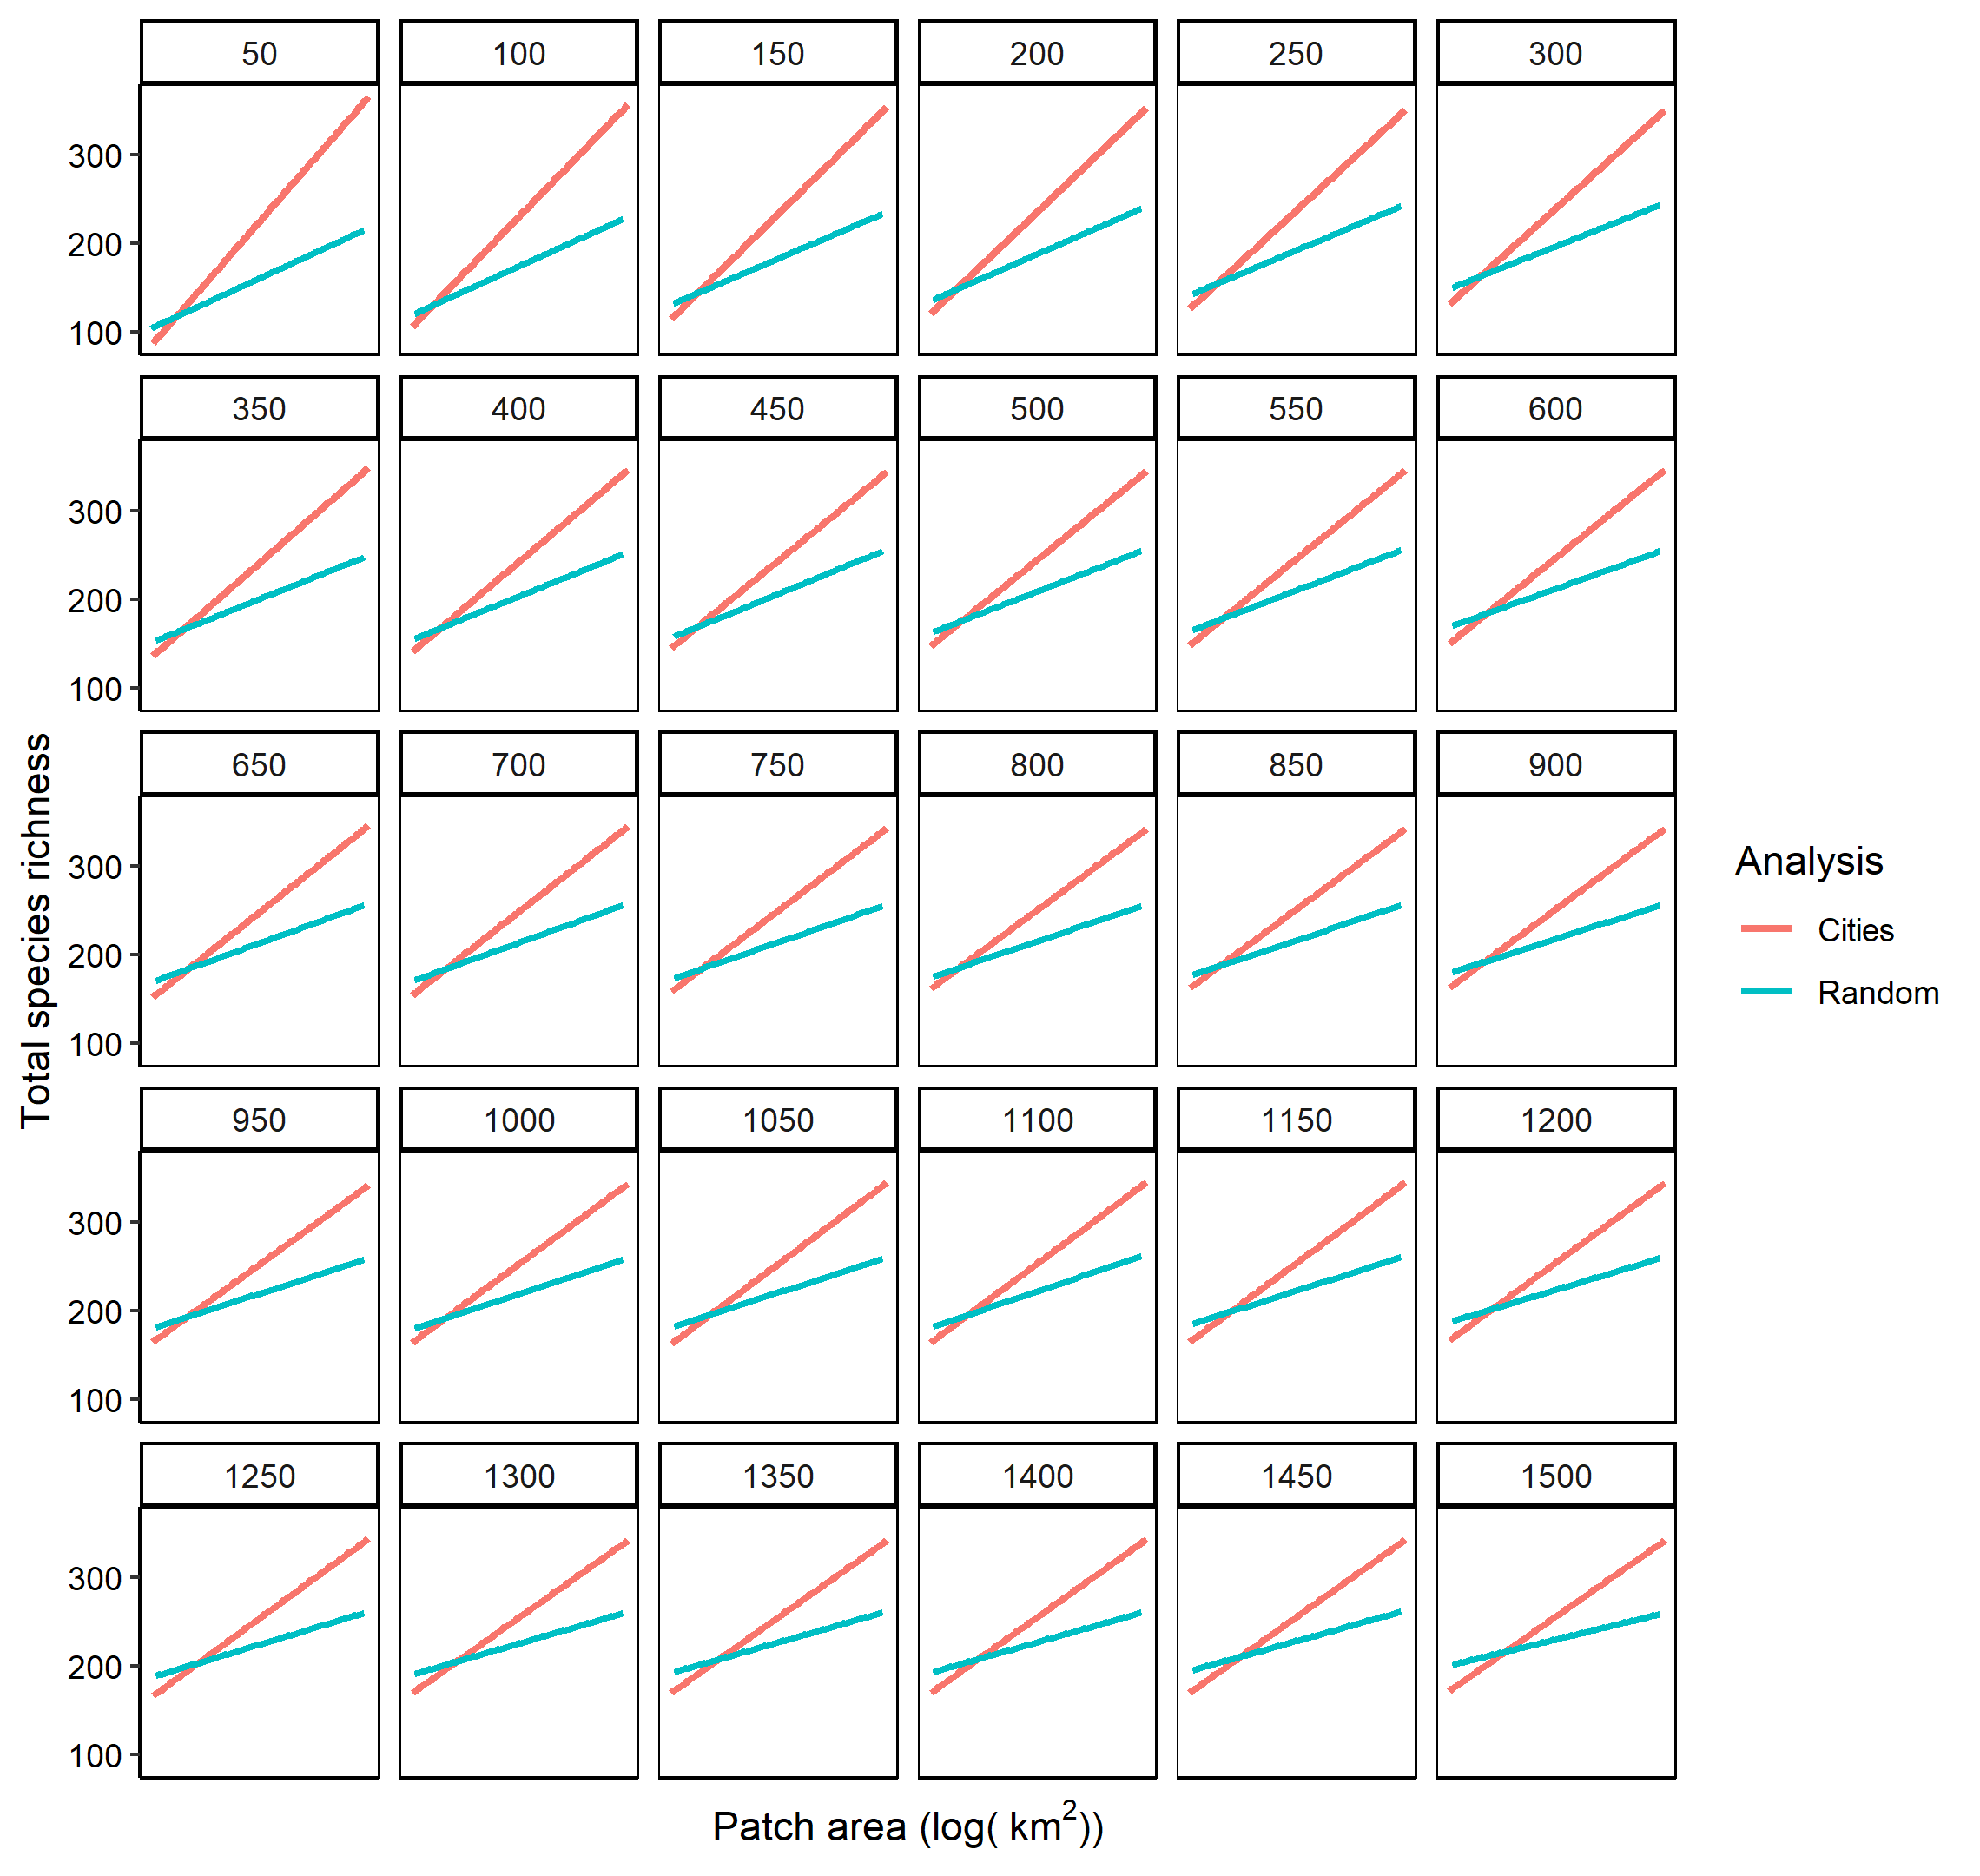 50 100 150 200 250 300
300
200
100
350 400 450 500 550 600
300
200
100
650 700 750 800 850 900
300
200
100
950 1000 1050 1100 1150 1200
300
200
100
1250 1300 1350 1400 1450 1500
300
200
100
Total species richness
Patch area (log( km²))
Analysis
Cities
Random